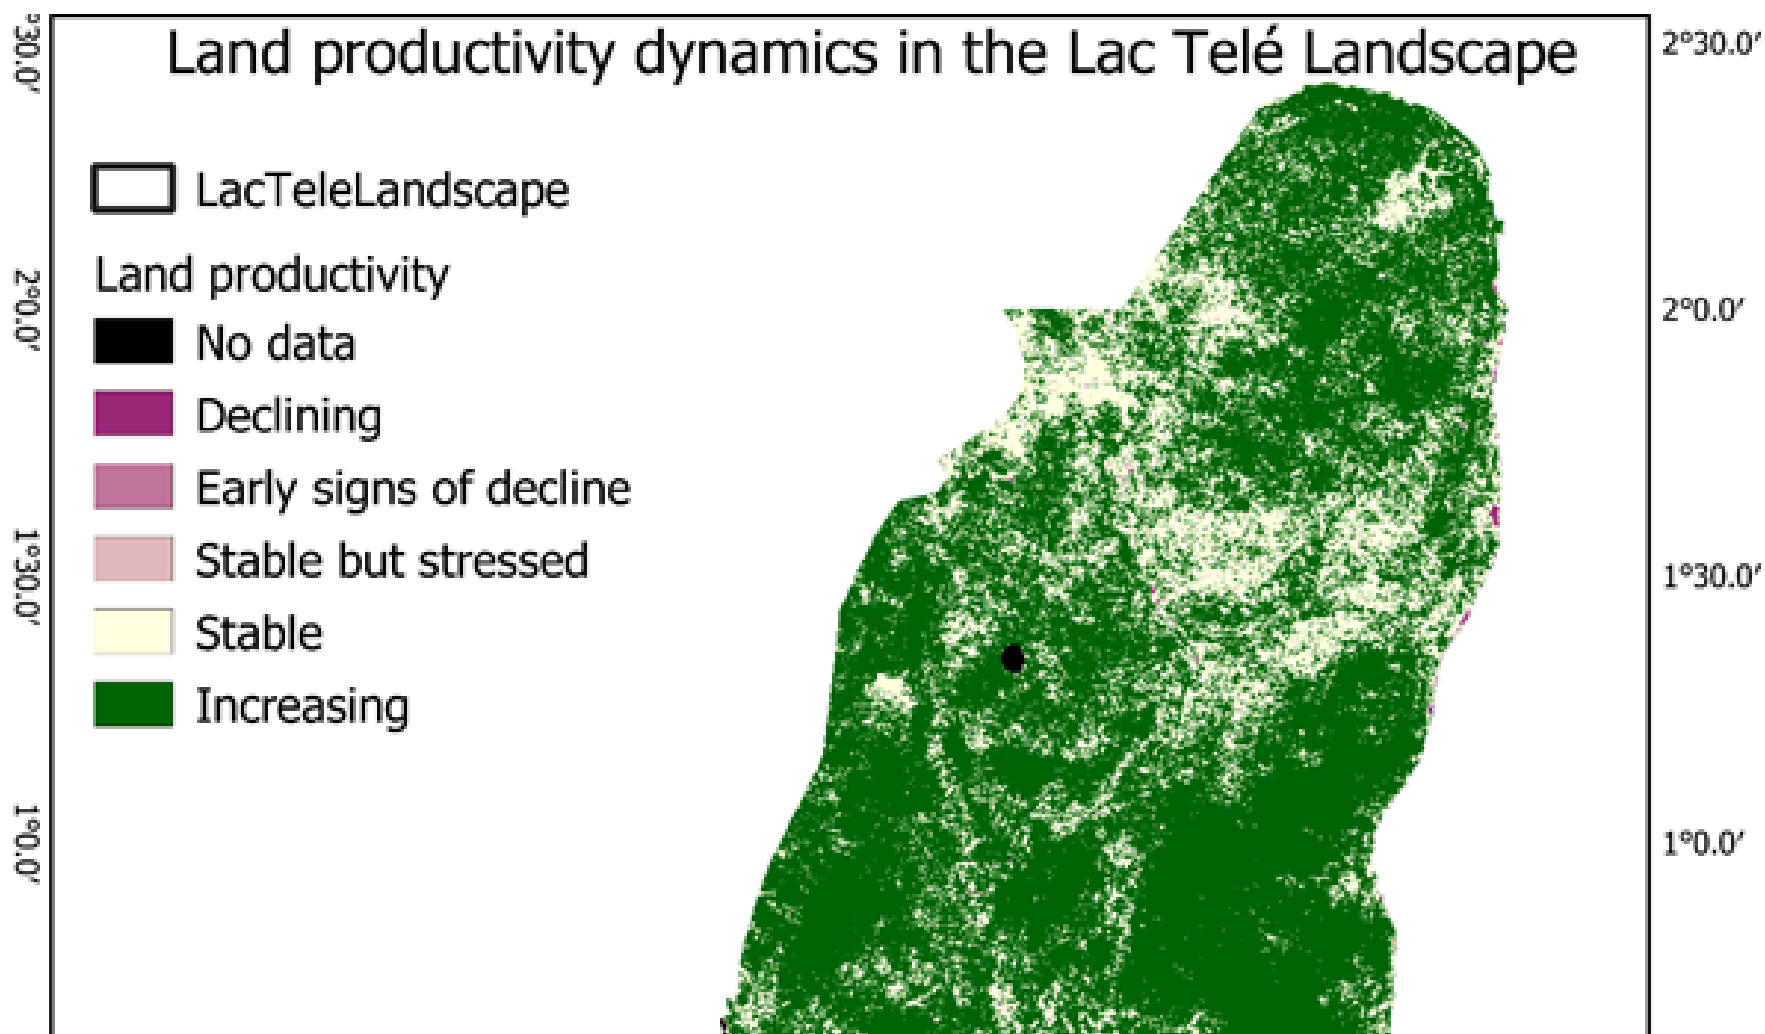 Land productivity dynamics in the Lac Telé Landscape
LacTeleLandscape
Land productivity
No data
Declining
Early signs of decline
Stable but stressed
Stable
Increasing
°30.0′
2°0.0′
1°30.0′
1°0.0′
2°30.0′
2°0.0′
1°30.0′
1°0.0′